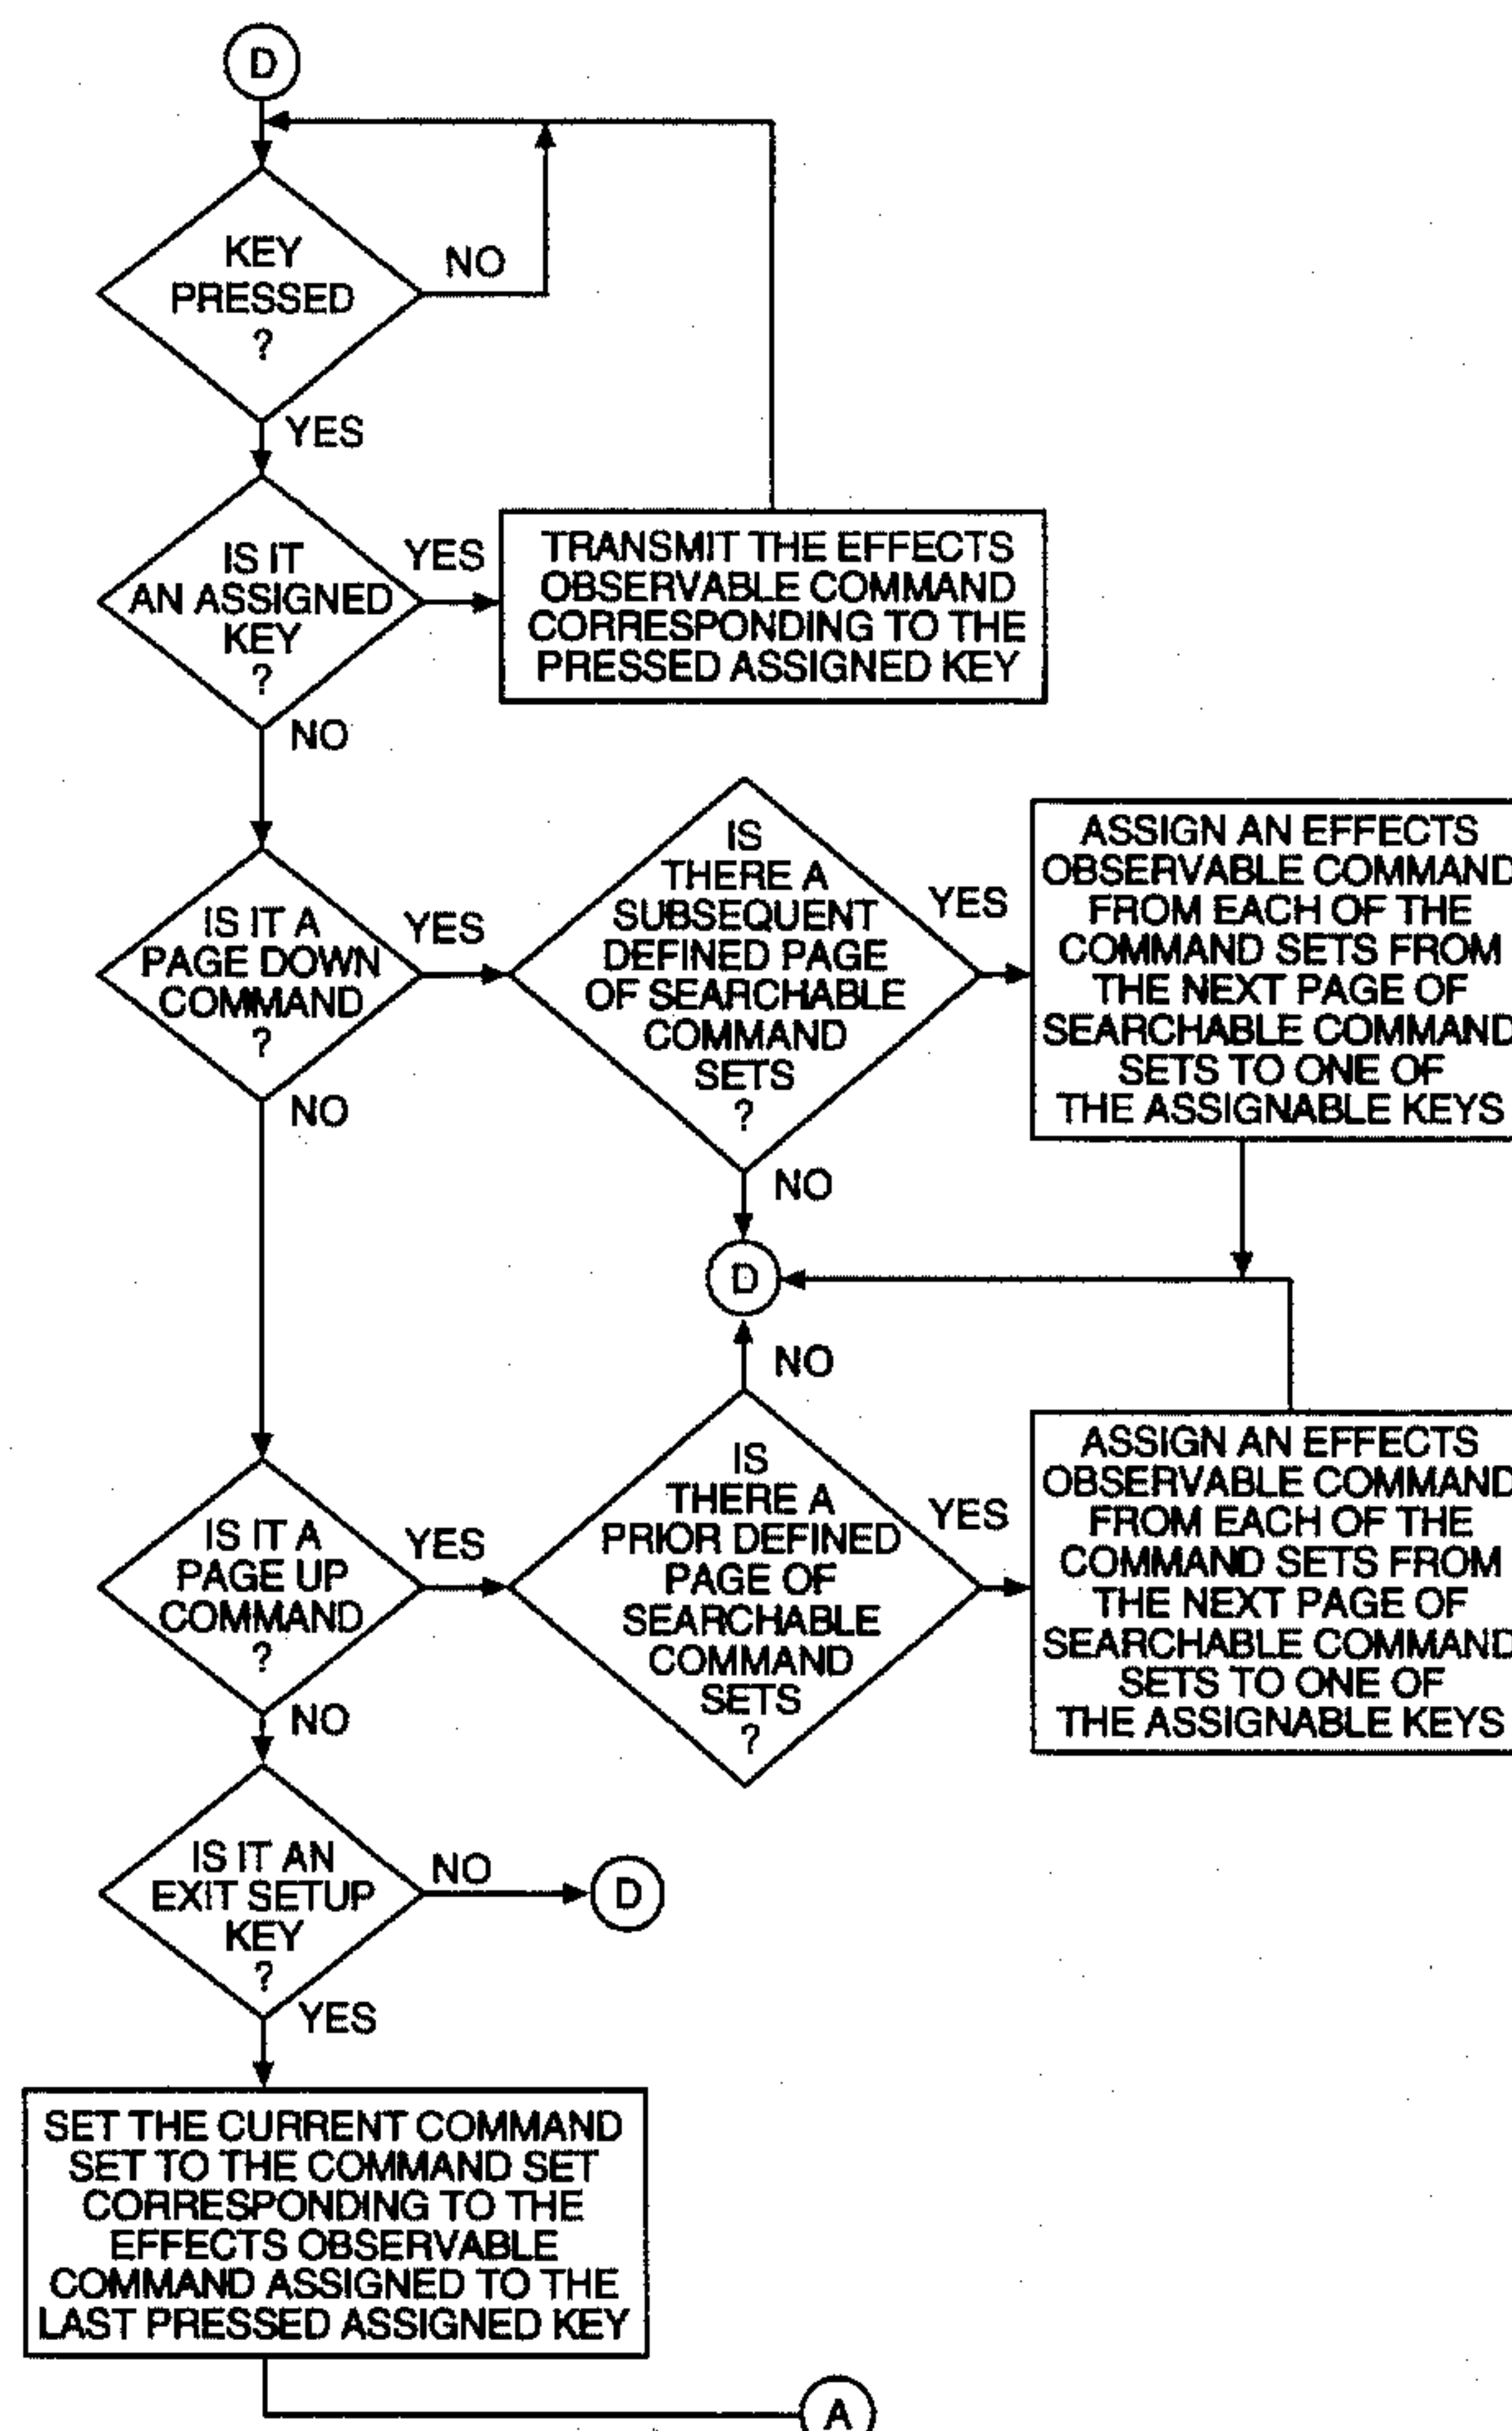 D
KEY
PRESSED
?
NO
YES
IS IT
AN ASSIGNED
KEY
?
YES
NO
TRANSMIT THE EFFECTS
OBSERVABLE COMMAND
CORRESPONDING TO THE
PRESSED ASSIGNED KEY
IS IT A
PAGE DOWN
COMMAND
?
YES
NO
IS
THERE A
SUBSEQUENT
DEFINED PAGE
OF SEARCHABLE
COMMAND
SETS
?
YES
NO
ASSIGN AN EFFECTS
OBSERVABLE COMMAND
FROM EACH OF THE
COMMAND SETS FROM
THE NEXT PAGE OF
SEARCHABLE COMMAND
SETS TO ONE OF
THE ASSIGNABLE KEYS
D
NO
IS IT A
PAGE UP
COMMAND
?
YES
NO
IS
THERE A
PRIOR DEFINED
PAGE OF
SEARCHABLE
COMMAND
SETS
?
YES
ASSIGN AN EFFECTS
OBSERVABLE COMMAND
FROM EACH OF THE
COMMAND SETS FROM
THE NEXT PAGE OF
SEARCHABLE COMMAND
SETS TO ONE OF
THE ASSIGNABLE KEYS
IS IT AN
EXIT SETUP
KEY
?
NO
D
YES
SET THE CURRENT COMMAND
SET TO THE COMMAND SET
CORRESPONDING TO THE
EFFECTS OBSERVABLE
COMMAND ASSIGNED TO THE
LAST PRESSED ASSIGNED KEY
A